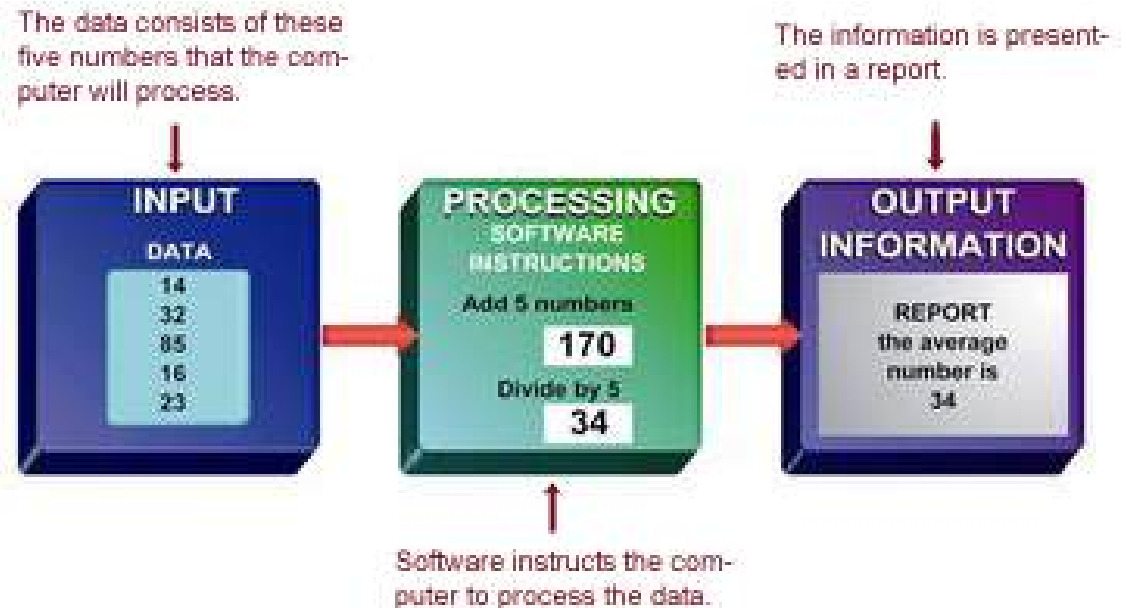 The data consists of these
five numbers that the com-
puter will process.
The information is present-
ed in a report.
INPUT
DATA
14
32
85
16
23
PROCESSING
SOFTWARE
INSTRUCTIONS
Add 5 numbers
170
Divide by 5
34
OUTPUT
INFORMATION
REPORT
the average
number is
34
Software instructs the com-
puter to process the data.